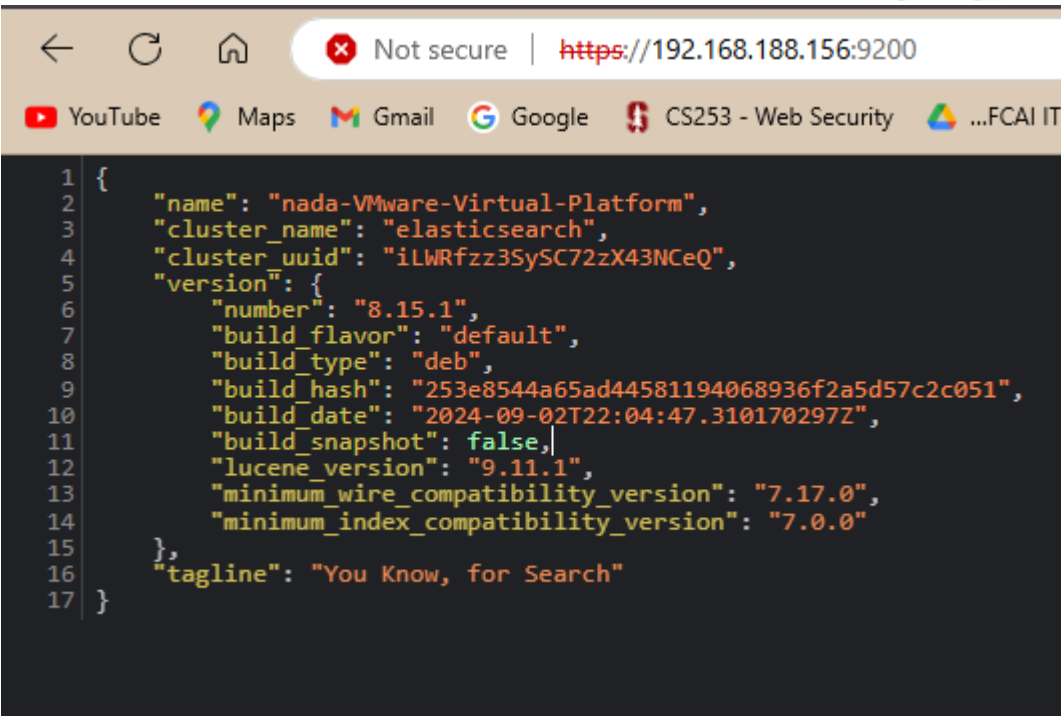 Not secure | https://192.168.188.156:9200
YouTube Maps Gmail Google CS253 - Web Security ...FCAI IT
1 {
2 "name": "nada-VMware-Virtual-Platform",
3 "cluster_name": "elasticsearch",
4 "cluster_uuid": "iLWRfzz3SySC72zX43NCeQ",
5 "version": {
6 "number": "8.15.1",
7 "build_flavor": "default",
8 "build_type": "deb",
9 "build_hash": "253e8544a65ad44581194068936f2a5d57c2c051",
10 "build_date": "2024-09-02T22:04:47.310170297Z",
11 "build_snapshot": false,
12 "lucene_version": "9.11.1",
13 "minimum_wire_compatibility_version": "7.17.0",
14 "minimum_index_compatibility_version": "7.0.0"
15 },
16 "tagline": "You Know, for Search"
17 }